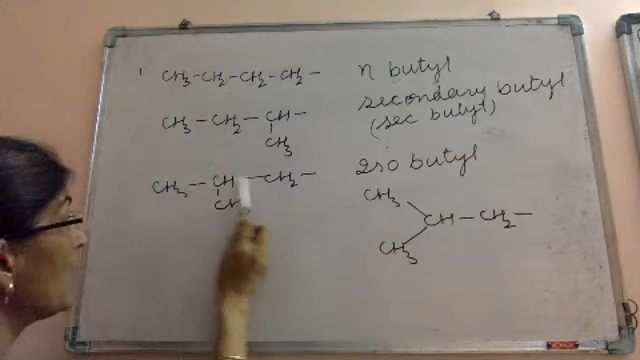 1 CH₃-CH₂-CH₂-CH₂- n butyl
CH₃-CH₂-CH- secondary butyl
CH₃ (sec butyl)
CH₃-CH-CH₂- Iso butyl
CH
CH₃
CH-CH₂-
CH₃